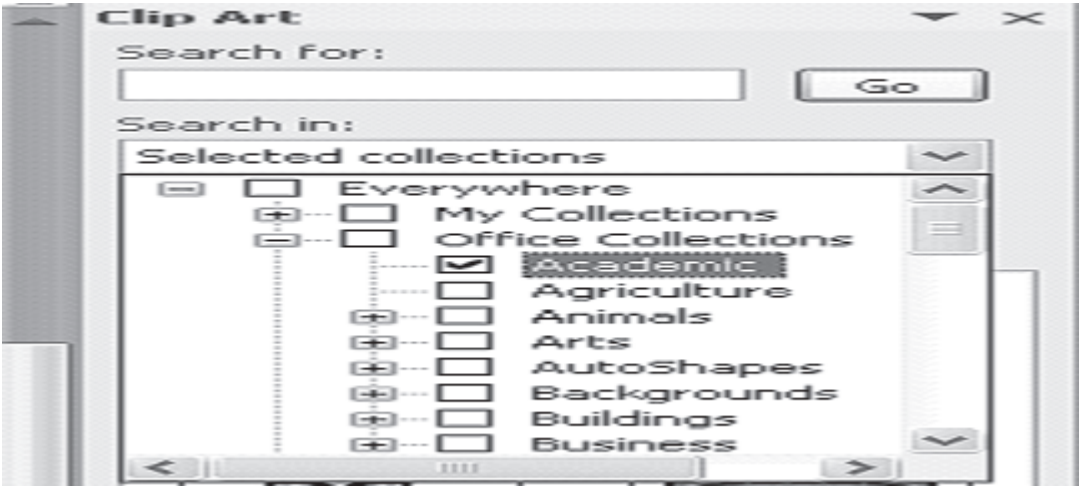 Clip Art
Search for:
Go
Search in:
Selected collections
Everywhere
My Collections
Office Collections
Academic
Agriculture
Animals
Arts
AutoShapes
Backgrounds
Buildings
Business